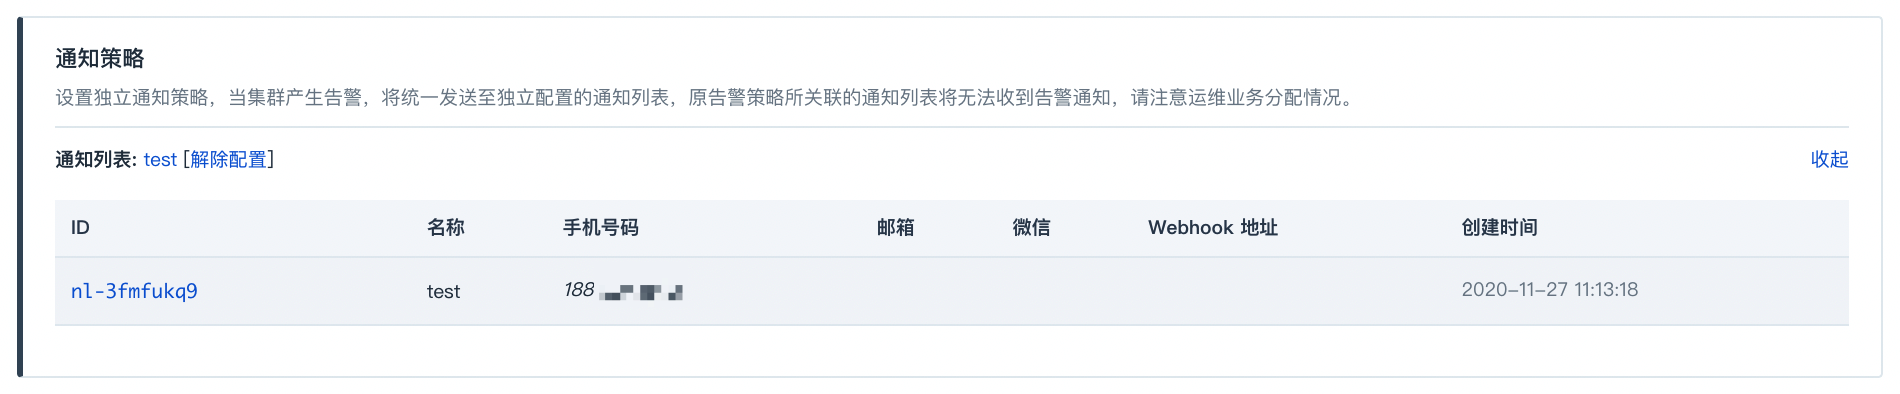 通知策略
设置独立通知策略，当集群产生告警，将统一发送至独立配置的通知列表，原告警策略所关联的通知列表将无法收到告警通知，请注意运维业务分配情况。
通知列表: test [解除配置] 收起
ID 名称 手机号码 邮箱 微信 Webhook 地址 创建时间
nl-3fmfukq9 test 188 2020-11-27 11:13:18